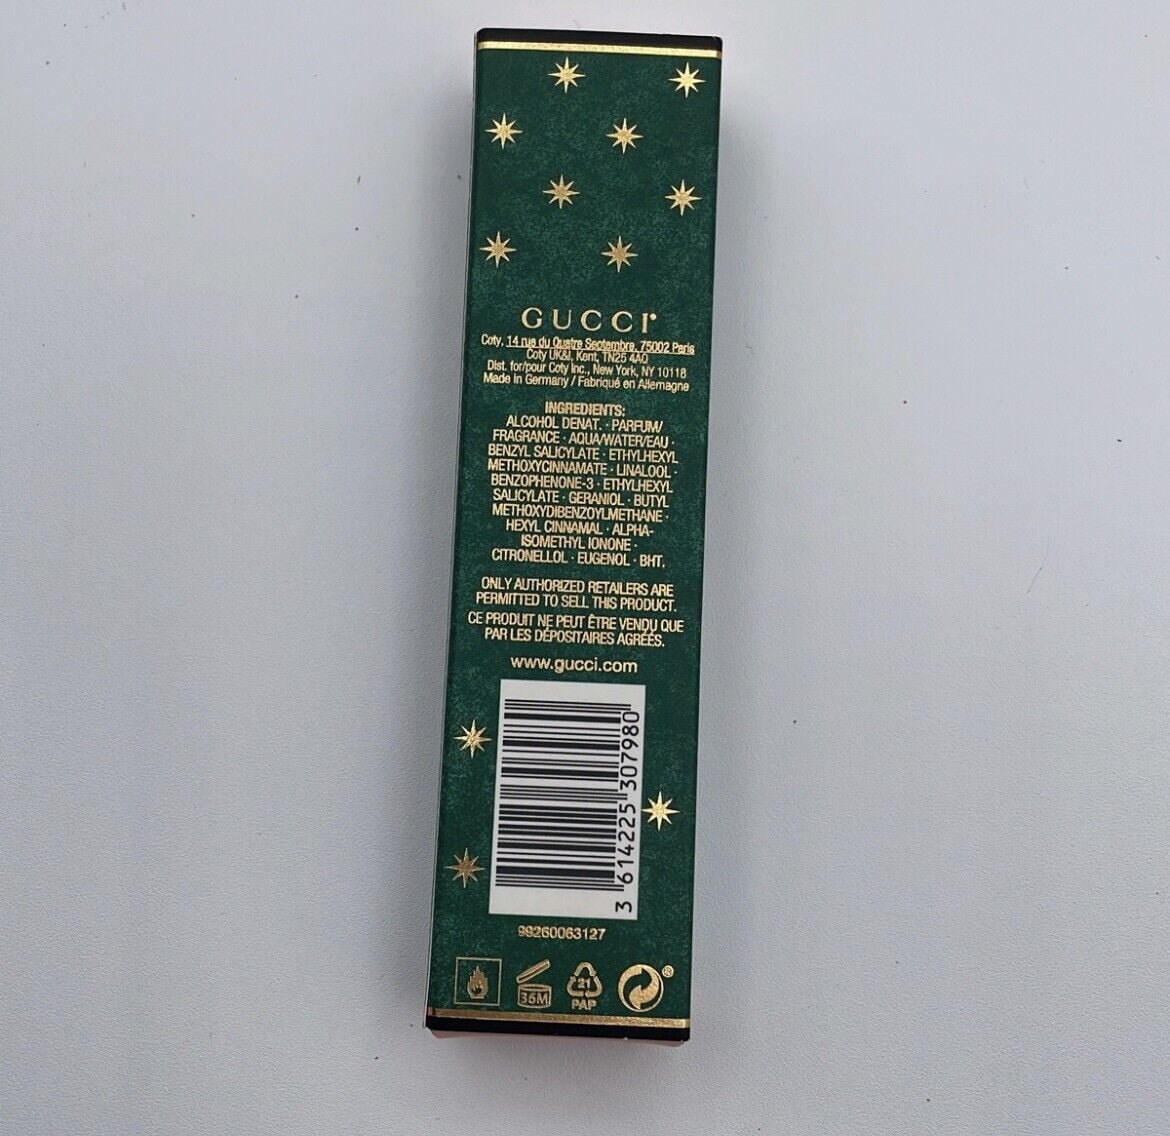 GUCCI
Coty, 14 rue du Quatre Septembre, 75002 Paris
Coty UK&I, Kent, TN25 4AQ
Dist. for/pour Coty Inc., New York, NY 10118
Made in Germany / Fabriqué en Allemagne
INGREDIENTS:
ALCOHOL DENAT. · PARFUM/
FRAGRANCE · AQUA/WATER/EAU ·
BENZYL SALICYLATE · ETHYLHEXYL
METHOXYCINNAMATE · LINALOOL ·
BENZOPHENONE-3 · ETHYLHEXYL
SALICYLATE · GERANIOL · BUTYL
METHOXYDIBENZOYLMETHANE ·
HEXYL CINNAMAL · ALPHA-
ISOMETHYL IONONE ·
CITRONELLOL · EUGENOL · BHT.
ONLY AUTHORIZED RETAILERS ARE
PERMITTED TO SELL THIS PRODUCT.
CE PRODUIT NE PEUT ÊTRE VENDU QUE
PAR LES DÉPOSITAIRES AGRÉÉS.
www.gucci.com
3 614225 307980
99260063127
36M
21
PAP
®